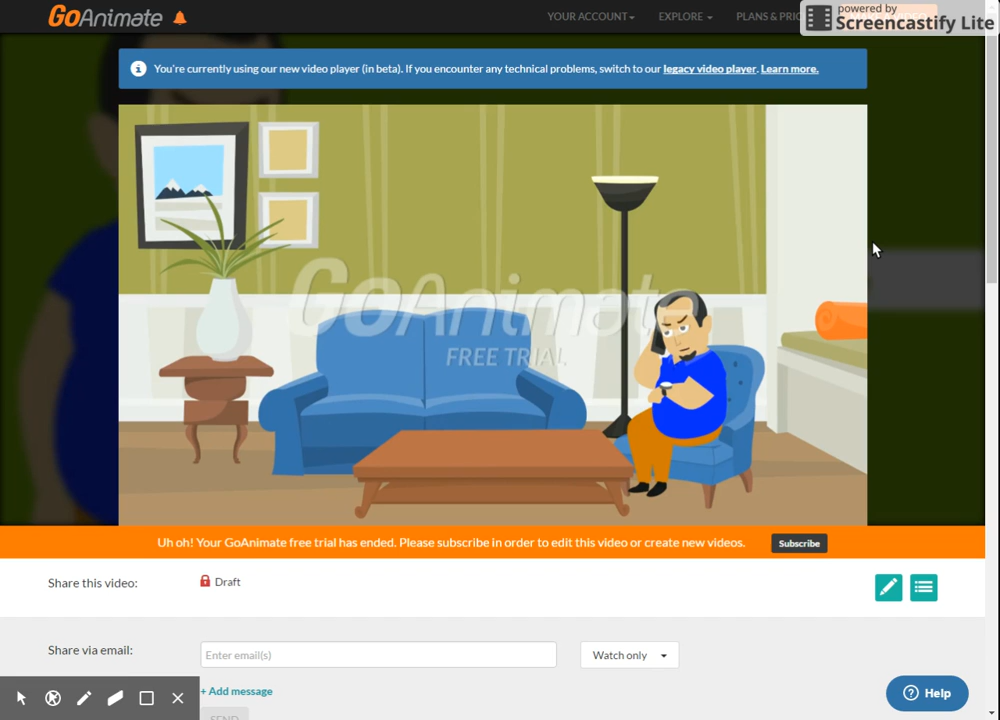 GoAnimate
YOUR ACCOUNT
EXPLORE
PLANS & PRIC
powered by
Screencastify Lite
You're currently using our new video player (in beta). If you encounter any technical problems, switch to our legacy video player. Learn more.
GoAnimate
FREE TRIAL
Uh oh! Your GoAnimate free trial has ended. Please subscribe in order to edit this video or create new videos.
Subscribe
Share this video:
Draft
Share via email:
Enter email(s)
Watch only
+ Add message
SEND
Help